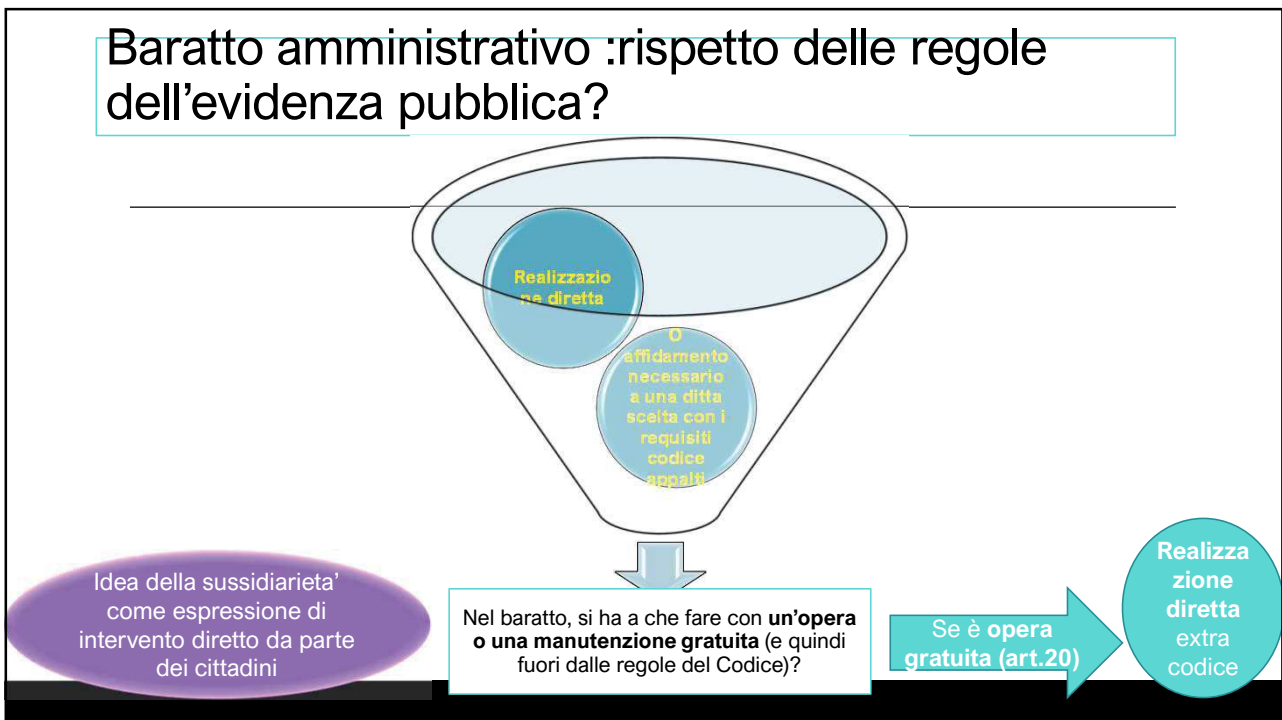 Baratto amministrativo :rispetto delle regole
dell’evidenza pubblica?
Realizzazio
ne diretta
O
affidamento
necessario
a una ditta
scelta con i
requisiti
codice
appalti
Idea della sussidiarieta’
come espressione di
intervento diretto da parte
dei cittadini
Nel baratto, si ha a che fare con un’opera
o una manutenzione gratuita (e quindi
fuori dalle regole del Codice)?
Se è opera
gratuita (art.20)
Realizza
zione
diretta
extra
codice